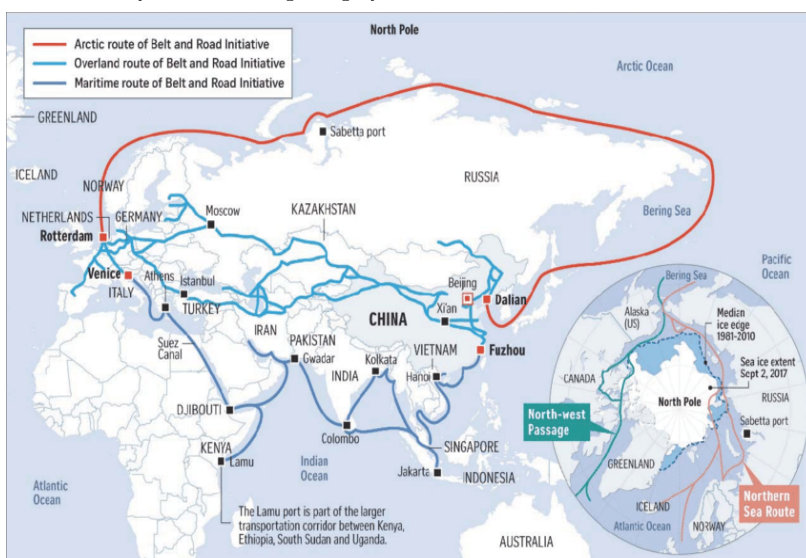 North Pole
Arctic route of Belt and Road Initiative
Overland route of Belt and Road Initiative
Maritime route of Belt and Road Initiative
Arctic Ocean
GREENLAND
Sabetta port
ICELAND
RUSSIA
NORWAY
KAZAKHSTAN
NETHERLANDS
GERMANY
Moscow
Bering Sea
Rotterdam
Pacific
Ocean
Venice
Athens
Istanbul
Beijing
Dalian
ITALY
TURKEY
Xi'an
CHINA
IRAN
PAKISTAN
Suez
Canal
Gwadar
Kolkata
VIETNAM
Fuzhou
INDIA
Hanoi
DJIBOUTI
Colombo
SINGAPORE
KENYA
Lamu
Indian
Ocean
Jakarta
INDONESIA
Atlantic
Ocean
The Lamu port is part of the larger
transportation corridor between Kenya,
Ethiopia, South Sudan and Uganda.
AUSTRALIA
Bering Sea
Alaska
(US)
Median
ice edge
1981-2010
Sea ice extent
Sept 2, 2017
CANADA
North Pole
RUSSIA
North-west
Passage
Sabetta port
GREENLAND
Northern
Sea Route
ICELAND
Atlantic Ocean
NORWAY